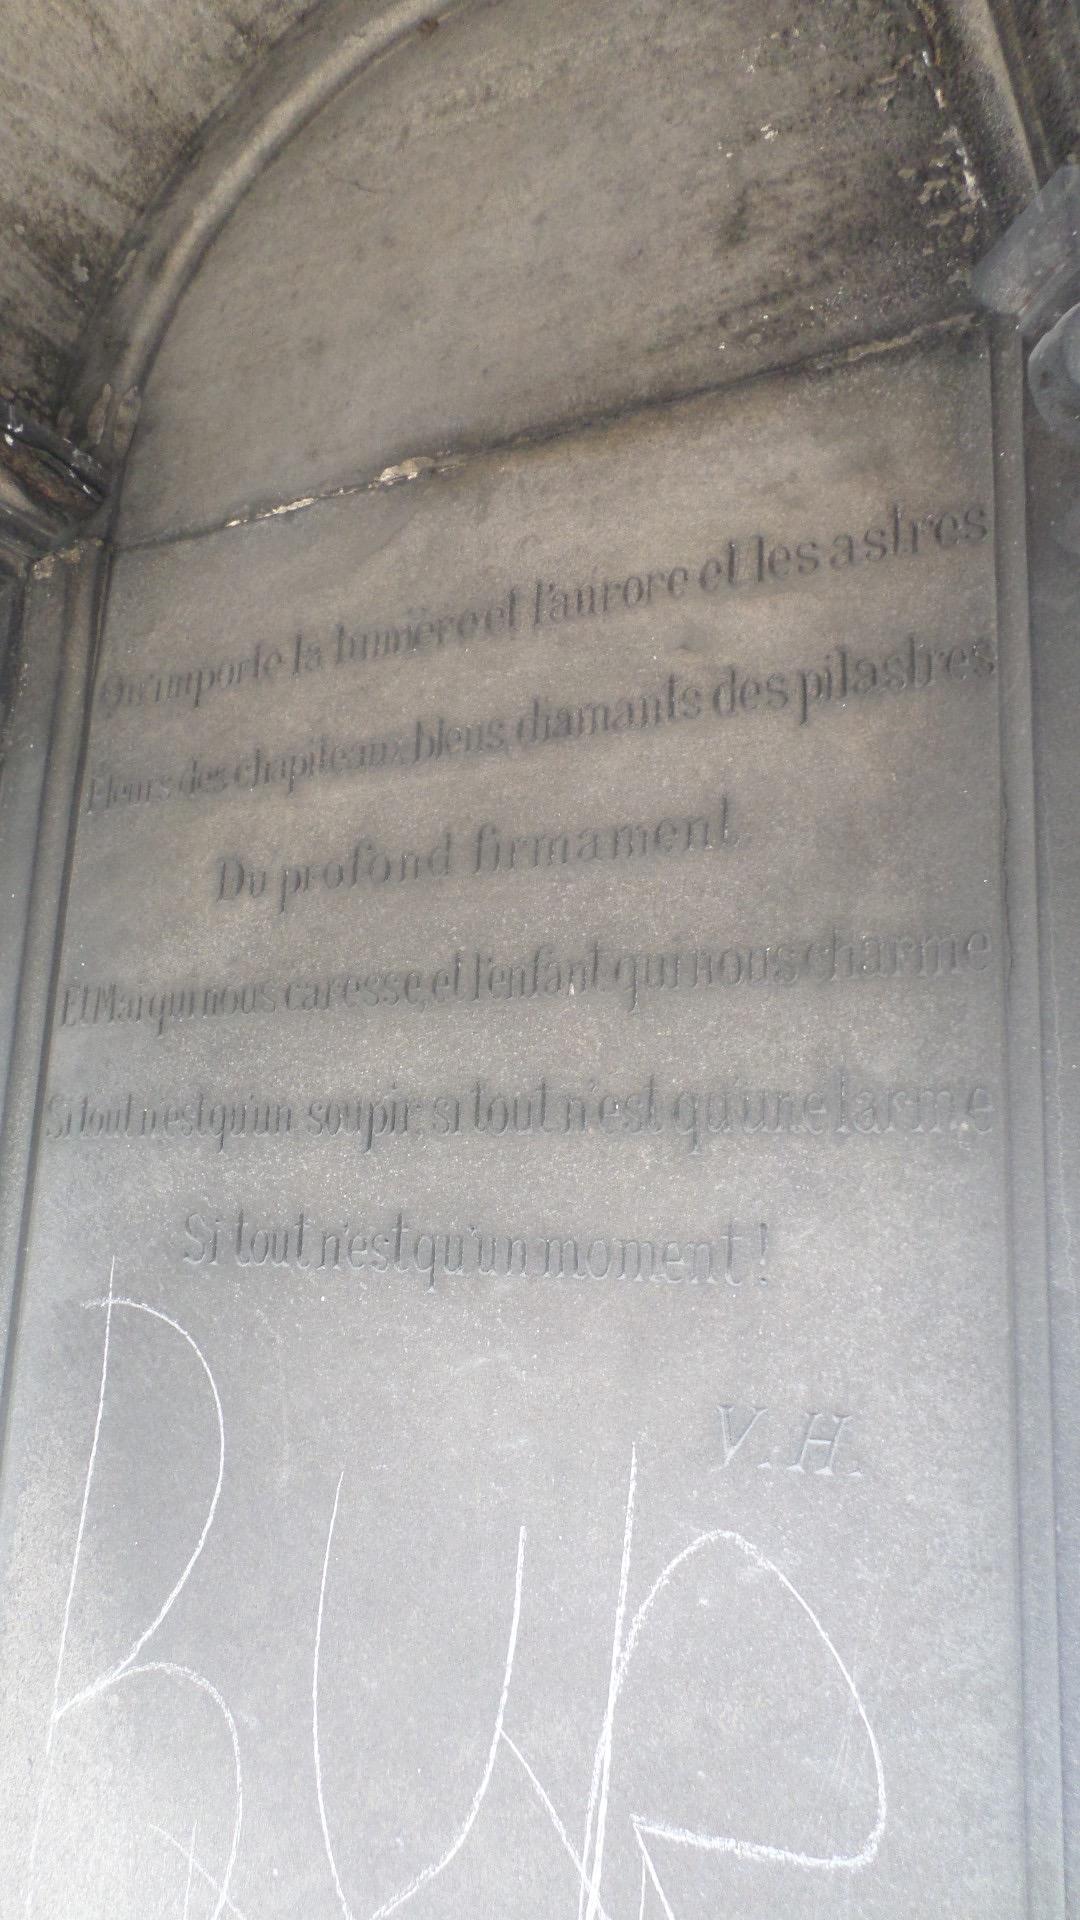 Qu'importe la lumière et l'aurore et les astres
Fleurs des chapiteaux bleus, diamants des pilastres
Du profond firmament.
Et Mai qui nous caresse, et l'enfant qui nous charme
Si tout n'est qu'un soupir, si tout n'est qu'une larme
Si tout n'est qu'un moment !
V. H.